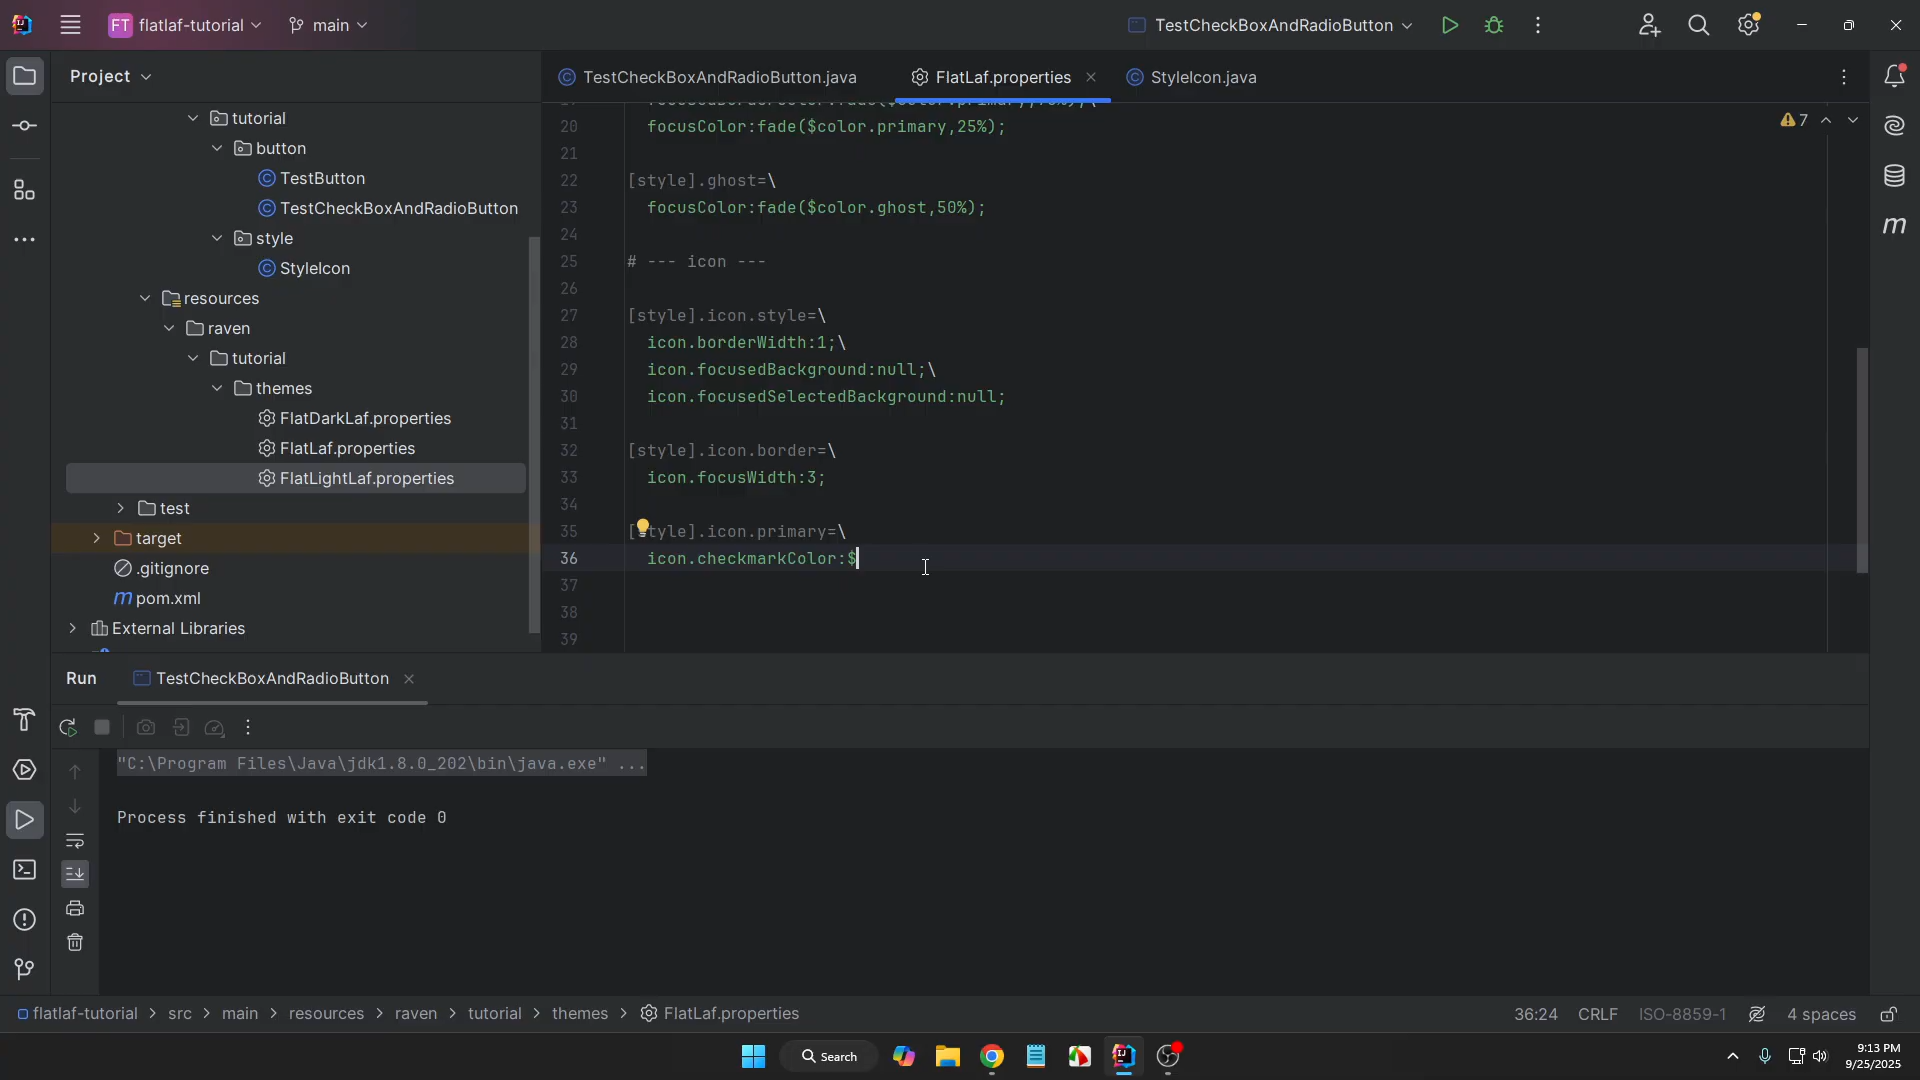 FT flatlaf-tutorial main TestCheckBoxAndRadioButton
Project
TestCheckBoxAndRadioButton.java FlatLaf.properties StyleIcon.java
tutorial
button
TestButton
TestCheckBoxAndRadioButton
style
StyleIcon
resources
raven
tutorial
themes
FlatDarkLaf.properties
FlatLaf.properties
FlatLightLaf.properties
test
target
.gitignore
m pom.xml
External Libraries
7
20 focusColor:fade($color.primary,25%);
21
22 [style].ghost=\
23 focusColor:fade($color.ghost,50%);
24
25 # --- icon ---
26
27 [style].icon.style=\
28 icon.borderWidth:1;\
29 icon.focusedBackground:null;\
30 icon.focusedSelectedBackground:null;
31
32 [style].icon.border=\
33 icon.focusWidth:3;
34
35 [style].icon.primary=\
36 icon.checkmarkColor:$
37
38
39
m
Run TestCheckBoxAndRadioButton
"C:\Program Files\Java\jdk1.8.0_202\bin\java.exe" ...
Process finished with exit code 0
flatlaf-tutorial > src > main > resources > raven > tutorial > themes > FlatLaf.properties
36:24 CRLF ISO-8859-1 4 spaces
Search
9:13 PM
9/25/2025